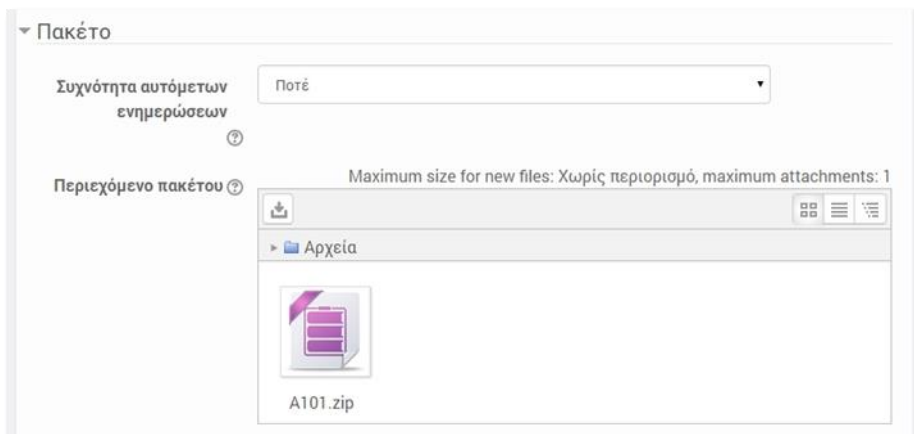 Πακέτο
Συχνότητα αυτόμετων
ενημερώσεων
Ποτέ
Περιεχόμενο πακέτου
Maximum size for new files: Χωρίς περιορισμό, maximum attachments: 1
Αρχεία
A101.zip